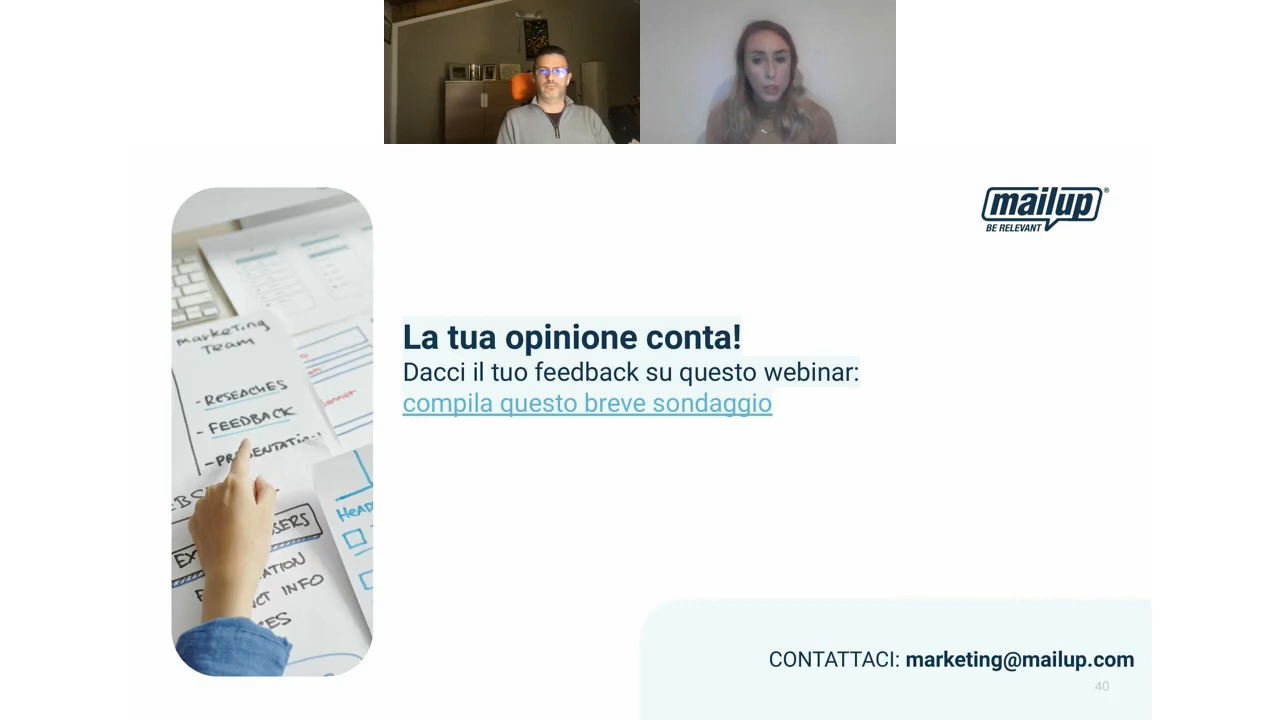 mailup®
BE RELEVANT
marketing
Team
- RESEACHES
- FEEDBACK
La tua opinione conta!
Dacci il tuo feedback su questo webinar:
compila questo breve sondaggio
INFO
CONTATTACI: marketing@mailup.com
40